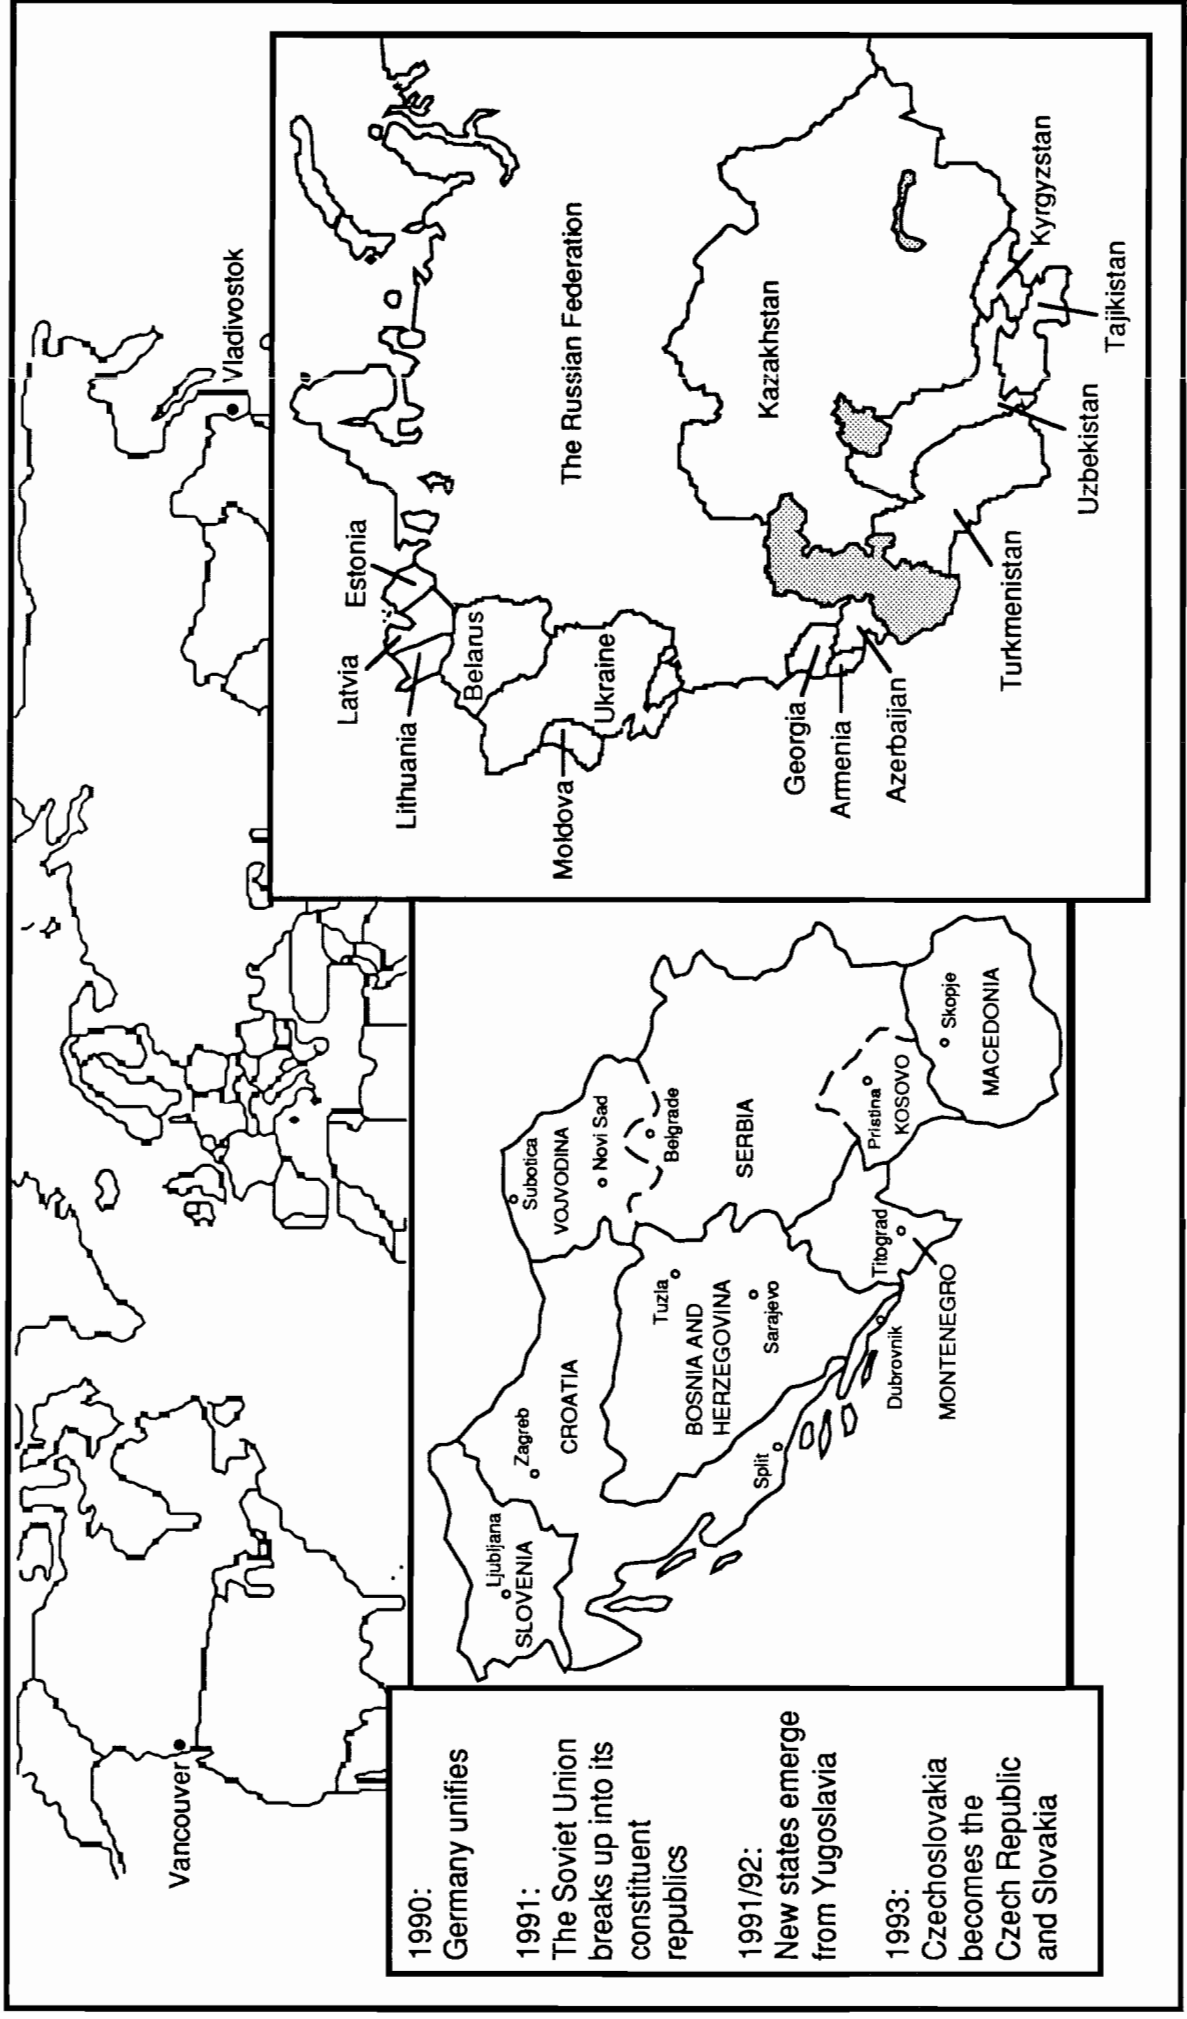 Vancouver
Vladivostok
1990:
Germany unifies
1991:
The Soviet Union
breaks up into its
constituent
republics
1991/92:
New states emerge
from Yugoslavia
1993:
Czechoslovakia
becomes the
Czech Republic
and Slovakia
Ljubljana
SLOVENIA
Zagreb
CROATIA
Split
BOSNIA AND
HERZEGOVINA
Tuzla
Sarajevo
Dubrovnik
MONTENEGRO
Titograd
Subotica
VOJVODINA
Novi Sad
Belgrade
SERBIA
Pristina
KOSOVO
Skopje
MACEDONIA
Estonia
Latvia
Lithuania
Belarus
Ukraine
Moldova
The Russian Federation
Georgia
Armenia
Azerbaijan
Kazakhstan
Turkmenistan
Uzbekistan
Tajikistan
Kyrgyzstan